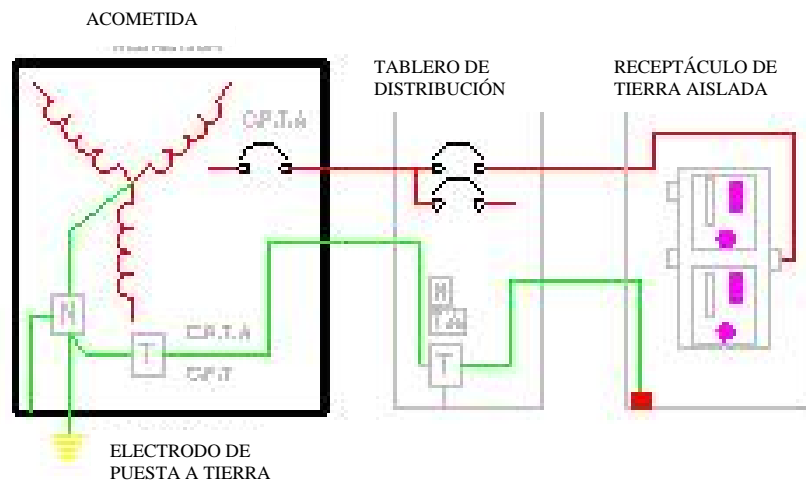 ACOMETIDA
TABLERO DE
DISTRIBUCIÓN
RECEPTÁCULO DE
TIERRA AISLADA
C.P.T.A
N
T
C.P.T.A
C.P.T
N
T
ELECTRODO DE
PUESTA A TIERRA